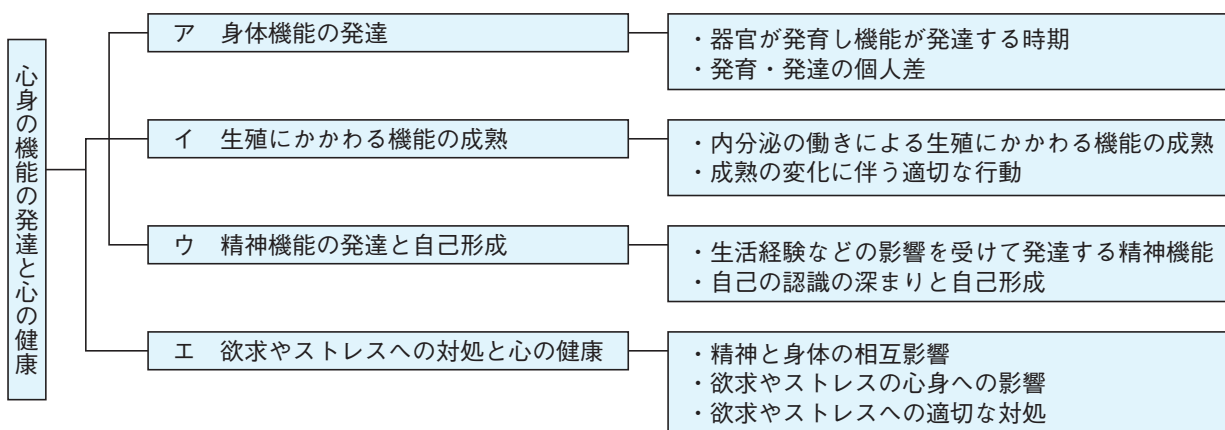 心身の機能の発達と心の健康
ア　身体機能の発達
・器官が発育し機能が発達する時期
・発育・発達の個人差
イ　生殖にかかわる機能の成熟
・内分泌の働きによる生殖にかかわる機能の成熟
・成熟の変化に伴う適切な行動
ウ　精神機能の発達と自己形成
・生活経験などの影響を受けて発達する精神機能
・自己の認識の深まりと自己形成
エ　欲求やストレスへの対処と心の健康
・精神と身体の相互影響
・欲求やストレスの心身への影響
・欲求やストレスへの適切な対処